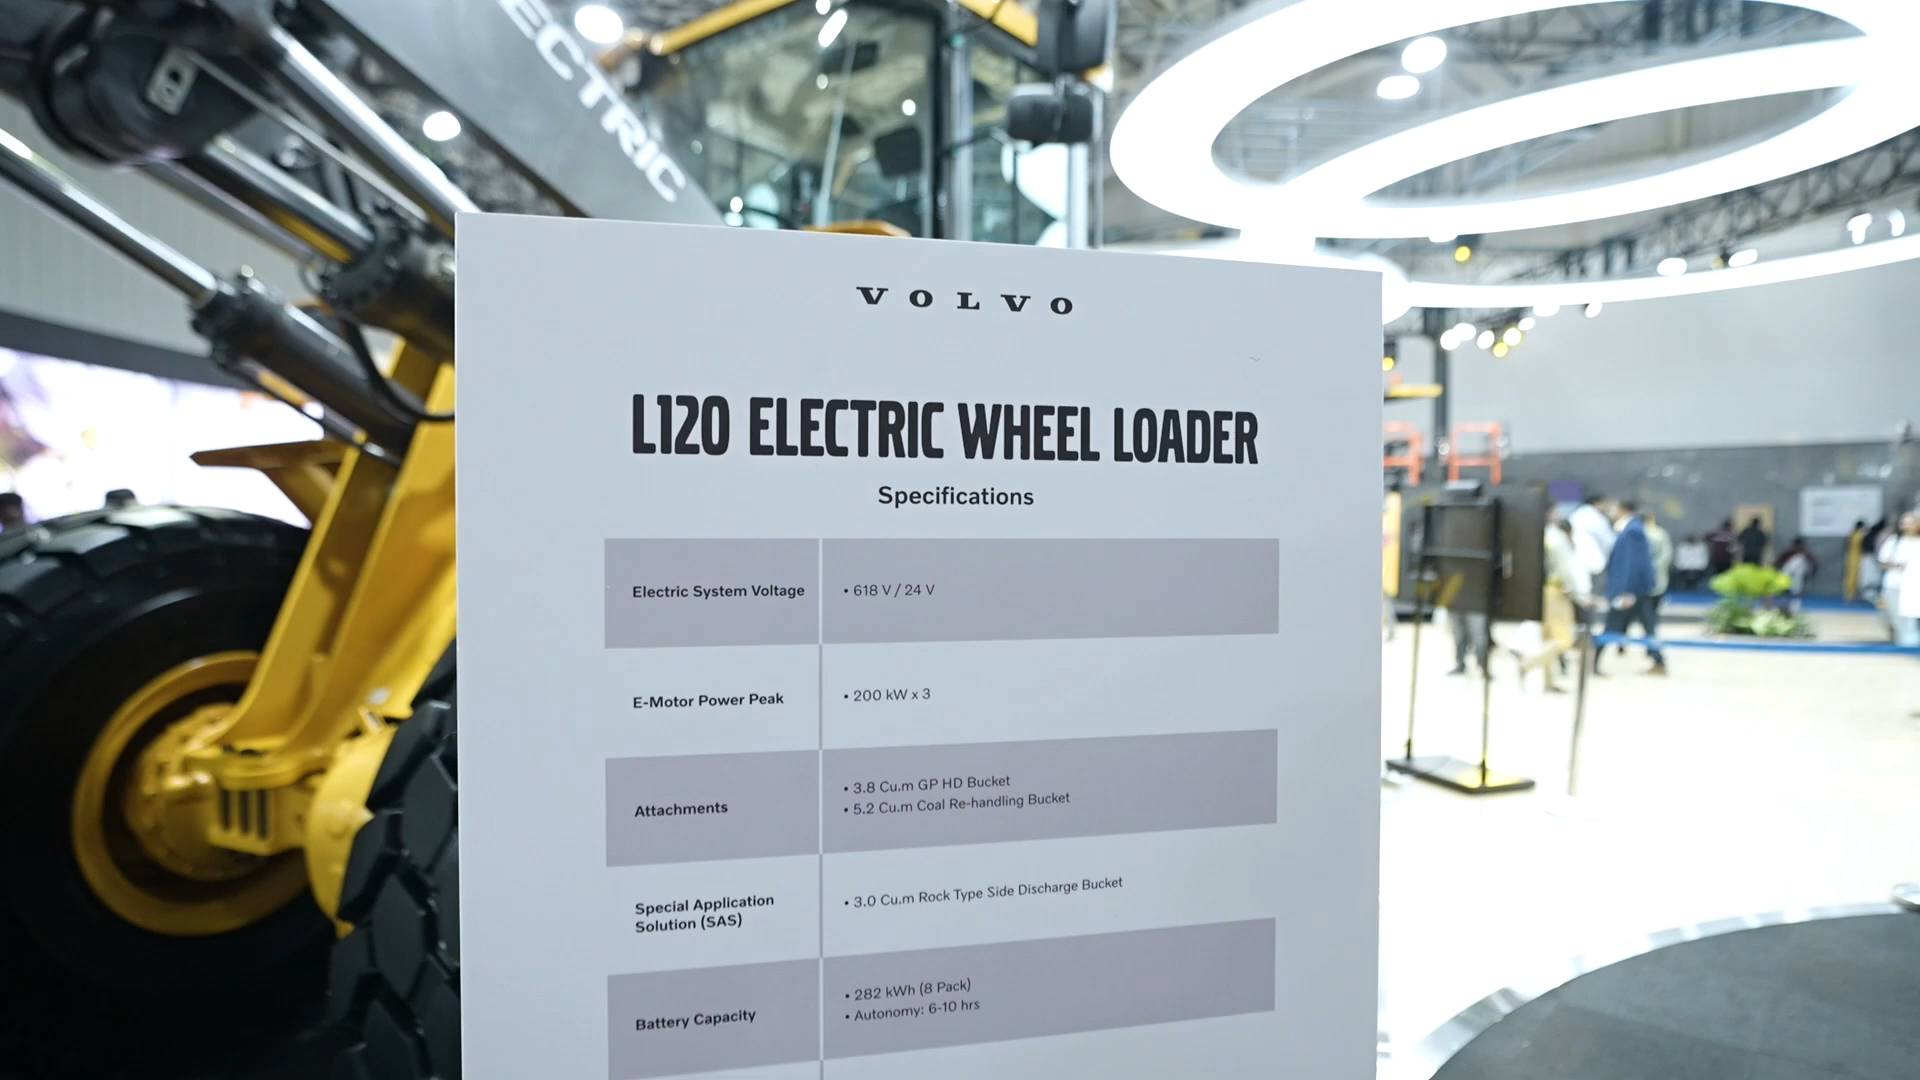 ECTRIC
VOLVO
L120 ELECTRIC WHEEL LOADER
Specifications
Electric System Voltage
• 618 V / 24 V
E-Motor Power Peak
• 200 kW x 3
Attachments
• 3.8 Cu.m GP HD Bucket
• 5.2 Cu.m Coal Re-handling Bucket
Special Application
Solution (SAS)
• 3.0 Cu.m Rock Type Side Discharge Bucket
Battery Capacity
• 282 kWh (8 Pack)
• Autonomy: 6-10 hrs